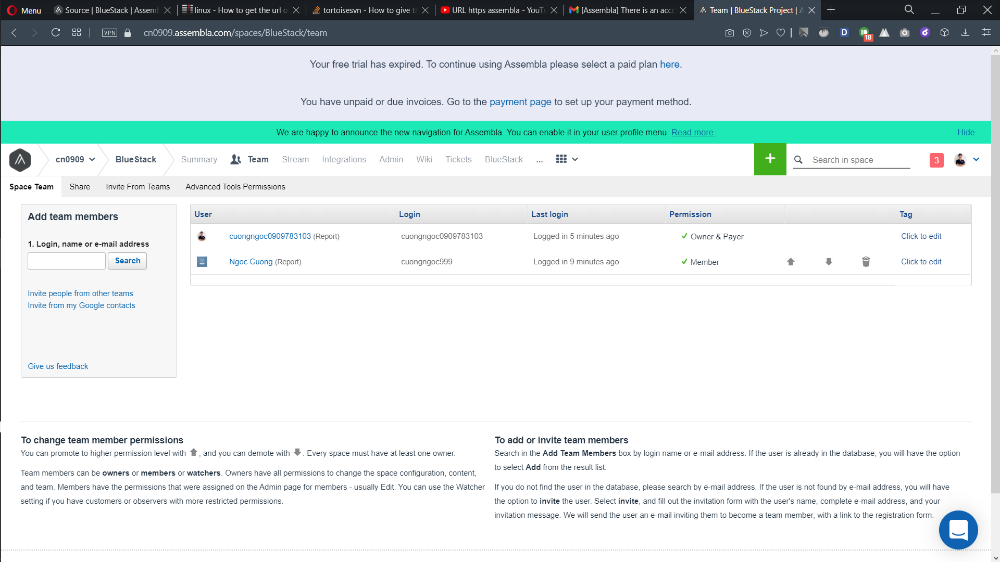 Menu
Source | BlueStack | Assem
linux - How to get the url o
tortoisesvn - How to give t
URL https assembla - YouT
[Assembla] There is an acc
Team | BlueStack Project | A
VPN
cn0909.assembla.com/spaces/BlueStack/team
D
18
Your free trial has expired. To continue using Assembla please select a paid plan here.
You have unpaid or due invoices. Go to the payment page to set up your payment method.
We are happy to announce the new navigation for Assembla. You can enable it in your user profile menu. Read more.
Hide
cn0909
BlueStack
Summary
Team
Stream
Integrations
Admin
Wiki
Tickets
BlueStack
...
+
Search in space
3
Space Team
Share
Invite From Teams
Advanced Tools Permissions
Add team members
1. Login, name or e-mail address
Search
Invite people from other teams
Invite from my Google contacts
Give us feedback
User Login Last login Permission Tag
cuongngoc0909783103 (Report) cuongngoc0909783103 Logged in 5 minutes ago Owner & Payer Click to edit
Ngoc Cuong (Report) cuongngoc999 Logged in 9 minutes ago Member Click to edit
To change team member permissions
You can promote to higher permission level with , and you can demote with . Every space must have at least one owner.
Team members can be owners or members or watchers. Owners have all permissions to change the space configuration, content,
and team. Members have the permissions that were assigned on the Admin page for members - usually Edit. You can use the Watcher
setting if you have customers or observers with more restricted permissions.
To add or invite team members
Search in the Add Team Members box by login name or e-mail address. If the user is already in the database, you will have the option
to select Add from the result list.
If you do not find the user in the database, please search by e-mail address. If the user is not found by e-mail address, you will have
the option to invite the user. Select invite, and fill out the invitation form with the user's name, complete e-mail address, and your
invitation message. We will send the user an e-mail inviting them to become a team member, with a link to the registration form.